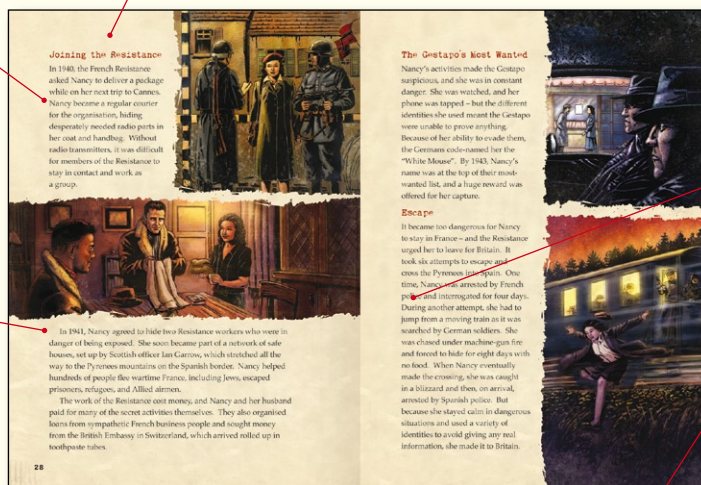 Joining the Resistance
In 1940, the French Resistance
asked Nancy to deliver a package
while on her next trip to Cannes.
Nancy became a regular courier
for the organisation, hiding
desperately needed radio parts in
her coat and handbag. Without
radio transmitters, it was difficult
for members of the Resistance to
stay in contact and work as
a group.
In 1941, Nancy agreed to hide two Resistance workers who were in
danger of being exposed. She soon became part of a network of safe
houses, set up by Scottish officer Ian Garrow, which stretched all the
way to the Pyrenees mountains on the Spanish border. Nancy helped
hundreds of people flee wartime France, including Jews, escaped
prisoners, refugees, and Allied airmen.
The work of the Resistance cost money, and Nancy and her husband
paid for many of the secret activities themselves. They also organised
loans from sympathetic French business people and sought money
from the British Embassy in Switzerland, which arrived rolled up in
toothpaste tubes.
28
The Gestapo's Most Wanted
Nancy's activities made the Gestapo
suspicious, and she was in constant
danger. She was watched, and her
phone was tapped – but the different
identities she used meant the Gestapo
were unable to prove anything.
Because of her ability to evade them,
the Germans code-named her the
"White Mouse". By 1943, Nancy's
name was at the top of their most-
wanted list, and a huge reward was
offered for her capture.
Escape
It became too dangerous for Nancy
to stay in France – and the Resistance
urged her to leave for Britain. It
took six attempts to escape and
cross the Pyrenees into Spain. One
time, Nancy was arrested by French
police and interrogated for four days.
During another attempt, she had to
jump from a moving train as it was
searched by German soldiers. She
was chased under machine-gun fire
and forced to hide for eight days with
no food. When Nancy eventually
made the crossing, she was caught
in a blizzard and then, on arrival,
arrested by Spanish police. But
because she stayed calm in dangerous
situations and used a variety of
identities to avoid giving any real
information, she made it to Britain.